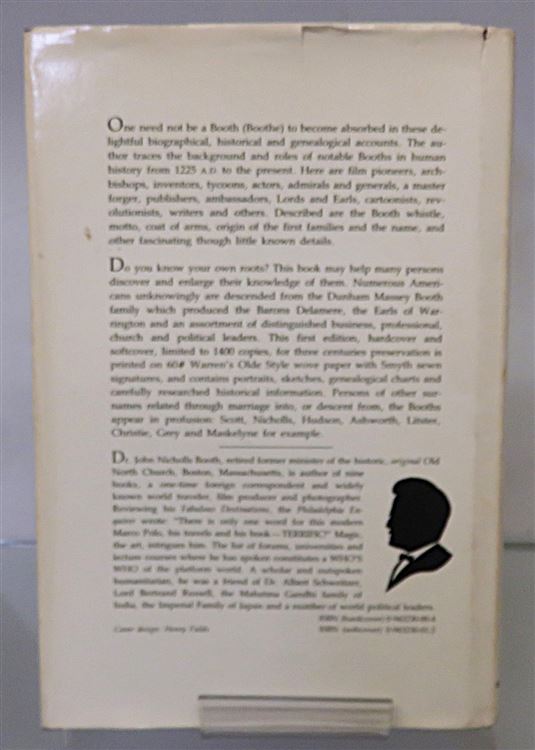 One need not be a Booth (Boothe) to become absorbed in these de-
lightful biographical, historical and genealogical accounts. The au-
thor traces the background and roles of notable Booths in human
history from 1225 A.D. to the present. Here are film pioneers, arch-
bishops, inventors, tycoons, actors, admirals and generals, a master
forger, publishers, ambassadors, Lords and Earls, cartoonists, rev-
olutionists, writers and others. Described are the Booth whistle,
motto, coat of arms, origin of the first families and the name, and
other fascinating though little known details.
Do you know your own roots? This book may help many persons
discover and enlarge their knowledge of them. Numerous Ameri-
cans unknowingly are descended from the Dunham Massey Booth
family which produced the Barons Delamere, the Earls of War-
rington and an assortment of distinguished business, professional,
church and political leaders. This first edition, hardcover and
softcover, limited to 1400 copies, for three centuries preservation is
printed on 60# Warren's Olde Style wove paper with Smyth sewn
signatures, and contains portraits, sketches, genealogical charts and
carefully researched historical information. Persons of other sur-
names related through marriage into, or descent from, the Booths
appear in profusion: Scott, Nicholls, Hudson, Ashworth, Lister,
Christie, Grey and Maskelyne for example.
Dr. John Nicholls Booth, retired former minister of the historic, original Old
North Church, Boston, Massachusetts, is author of nine
books, a one-time foreign correspondent and widely
known world traveler, film producer and photographer.
Reviewing his Fabulous Destinations, the Philadelphia En-
quirer wrote: "There is only one word for this modern
Marco Polo, his travels and his book—TERRIFIC!" Magic,
the art, intrigues him. The list of forums, universities and
lecture courses where he has spoken constitutes a WHO'S
WHO of the platform world. A scholar and outspoken
humanitarian, he was a friend of Dr. Albert Schweitzer,
Lord Bertrand Russell, the Mahatma Gandhi family of
India, the Imperial Family of Japan and a number of world political leaders.
ISBN (hardcover)
Cover design: Henry Fields
ISBN (softcover)